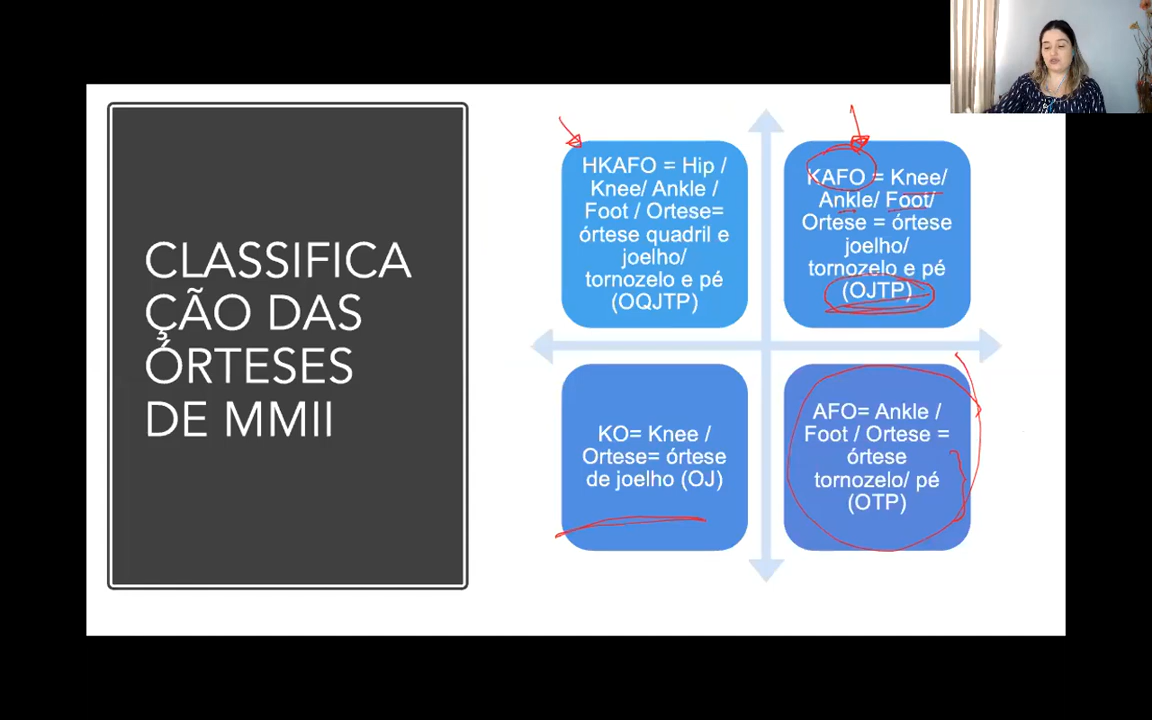 CLASSIFICA
ÇÃO DAS
ÓRTESES
DE MMII
HKAFO = Hip /
Knee/ Ankle /
Foot / Ortese=
órtese quadril e
joelho/
tornozelo e pé
(OQJTP)
KAFO = Knee/
Ankle/ Foot/
Ortese = órtese
joelho/
tornozelo e pé
(OJTP)
KO= Knee /
Ortese= órtese
de joelho (OJ)
AFO= Ankle /
Foot / Ortese =
órtese
tornozelo/ pé
(OTP)